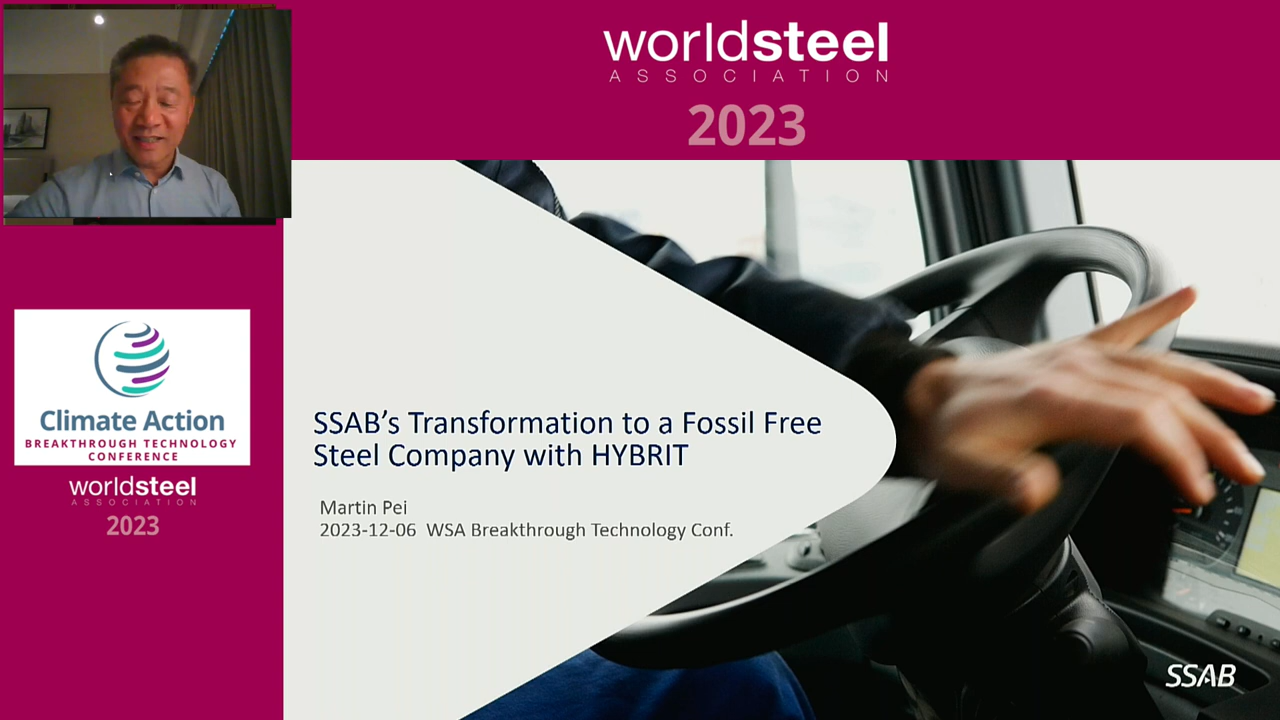 worldsteel
ASSOCIATION
2023
Climate Action
BREAKTHROUGH TECHNOLOGY
CONFERENCE
worldsteel
ASSOCIATION
2023
SSAB's Transformation to a Fossil Free
Steel Company with HYBRIT
Martin Pei
2023-12-06 WSA Breakthrough Technology Conf.
SSAB